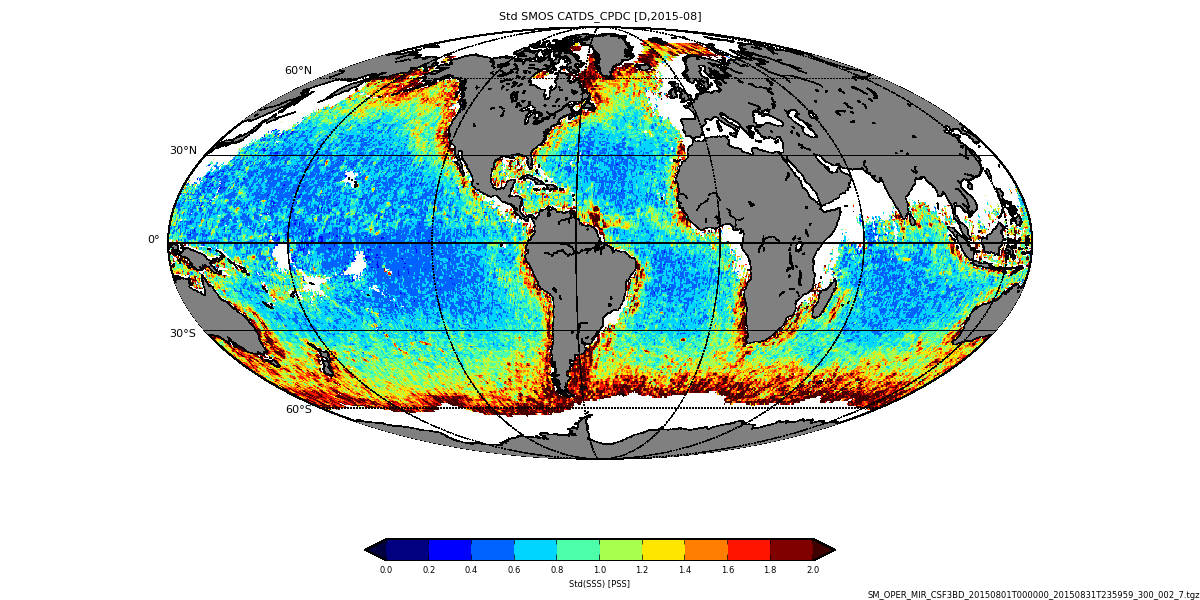 Std SMOS CATDS_CPDC [D,2015-08]
60°N
30°N
0°
30°S
60°S
0.0 0.2 0.4 0.6 0.8 1.0 1.2 1.4 1.6 1.8 2.0
Std(SSS) [PSS]
SM_OPER_MIR_CSF3BD_20150801T000000_20150831T235959_300_002_7.tgz